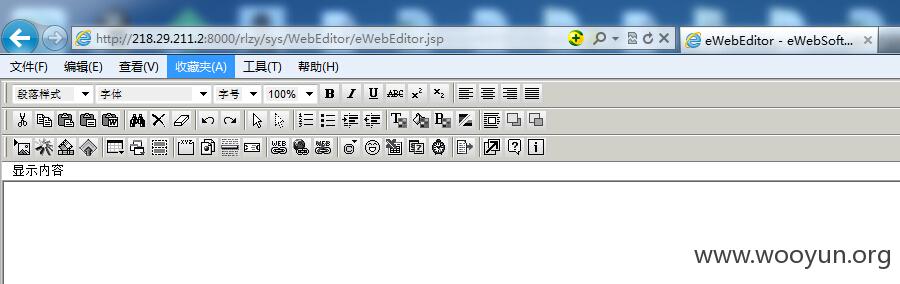 http://218.29.211.2:8000/rlzy/sys/WebEditor/eWebEditor.jsp
eWebEditor - eWebSoft...
文件(F) 编辑(E) 查看(V) 收藏夹(A) 工具(T) 帮助(H)
段落样式 字体 字号 100% B I U ABC x² x₂
显示内容
www.wooyun.org